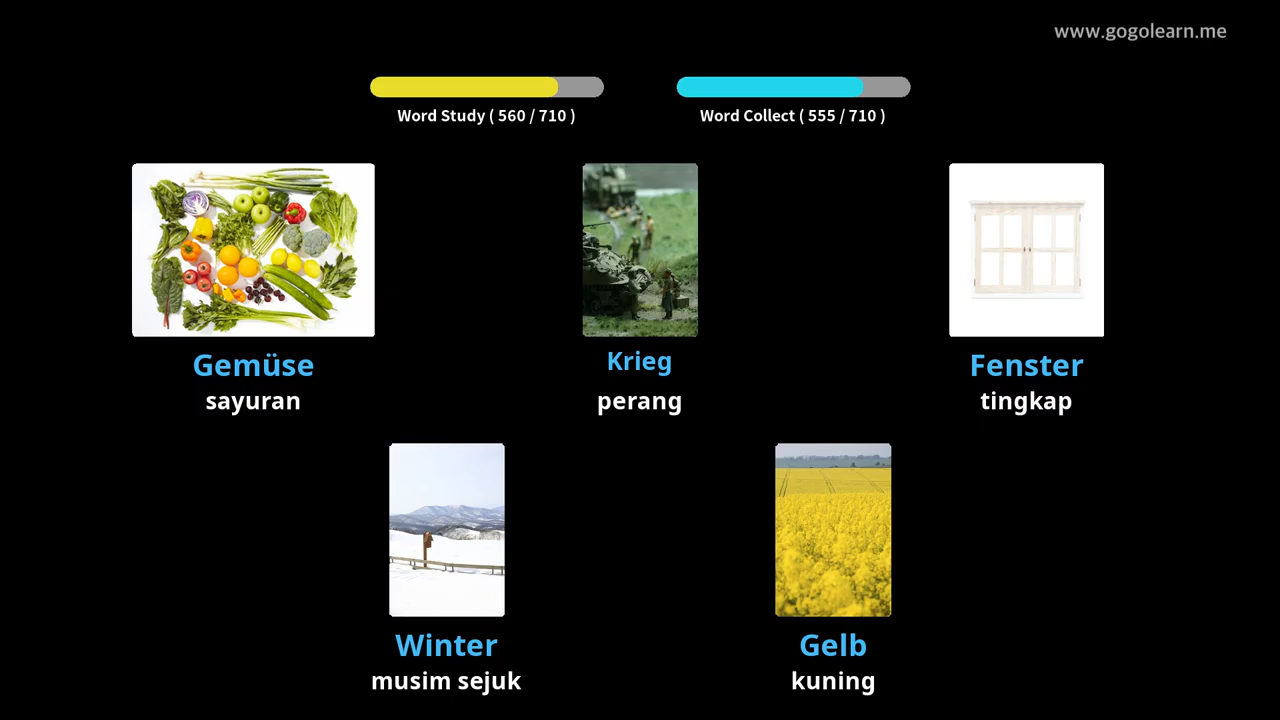 www.gogolearn.me
Word Study ( 560 / 710 )
Word Collect ( 555 / 710 )
Gemüse
sayuran
Krieg
perang
Fenster
tingkap
Winter
musim sejuk
Gelb
kuning